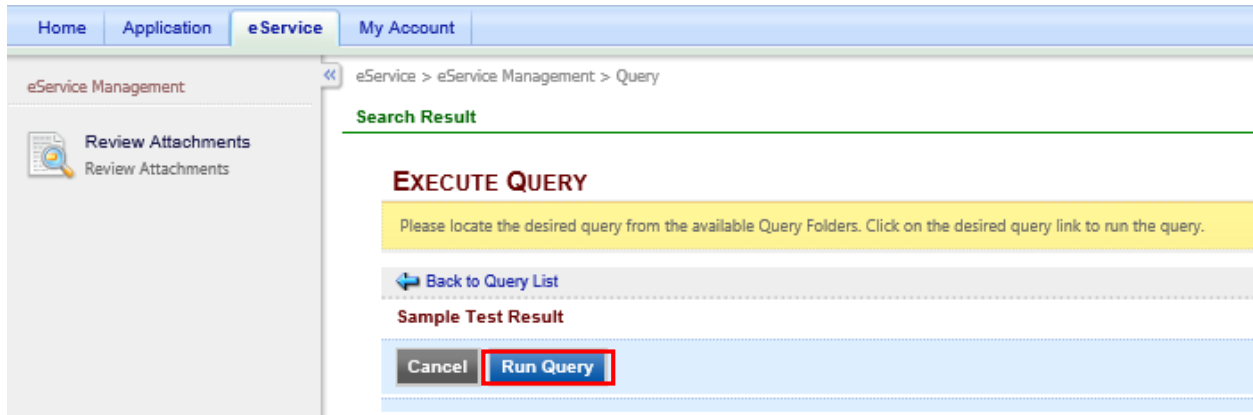 Home Application eService My Account
eService Management
Review Attachments
Review Attachments
«
eService > eService Management > Query
Search Result
EXECUTE QUERY
Please locate the desired query from the available Query Folders. Click on the desired query link to run the query.
Back to Query List
Sample Test Result
Cancel Run Query